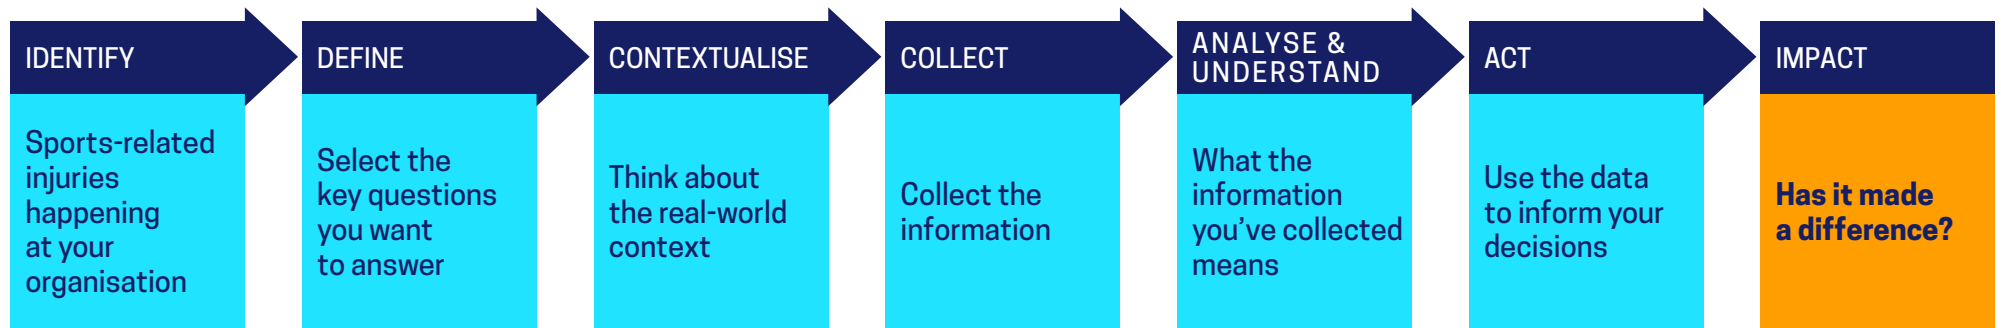 IDENTIFY
Sports-related
injuries
happening
at your
organisation
DEFINE
Select the
key questions
you want
to answer
CONTEXTUALISE
Think about
the real-world
context
COLLECT
Collect the
information
ANALYSE &
UNDERSTAND
What the
information
you’ve collected
means
ACT
Use the data
to inform your
decisions
IMPACT
Has it made
a difference?